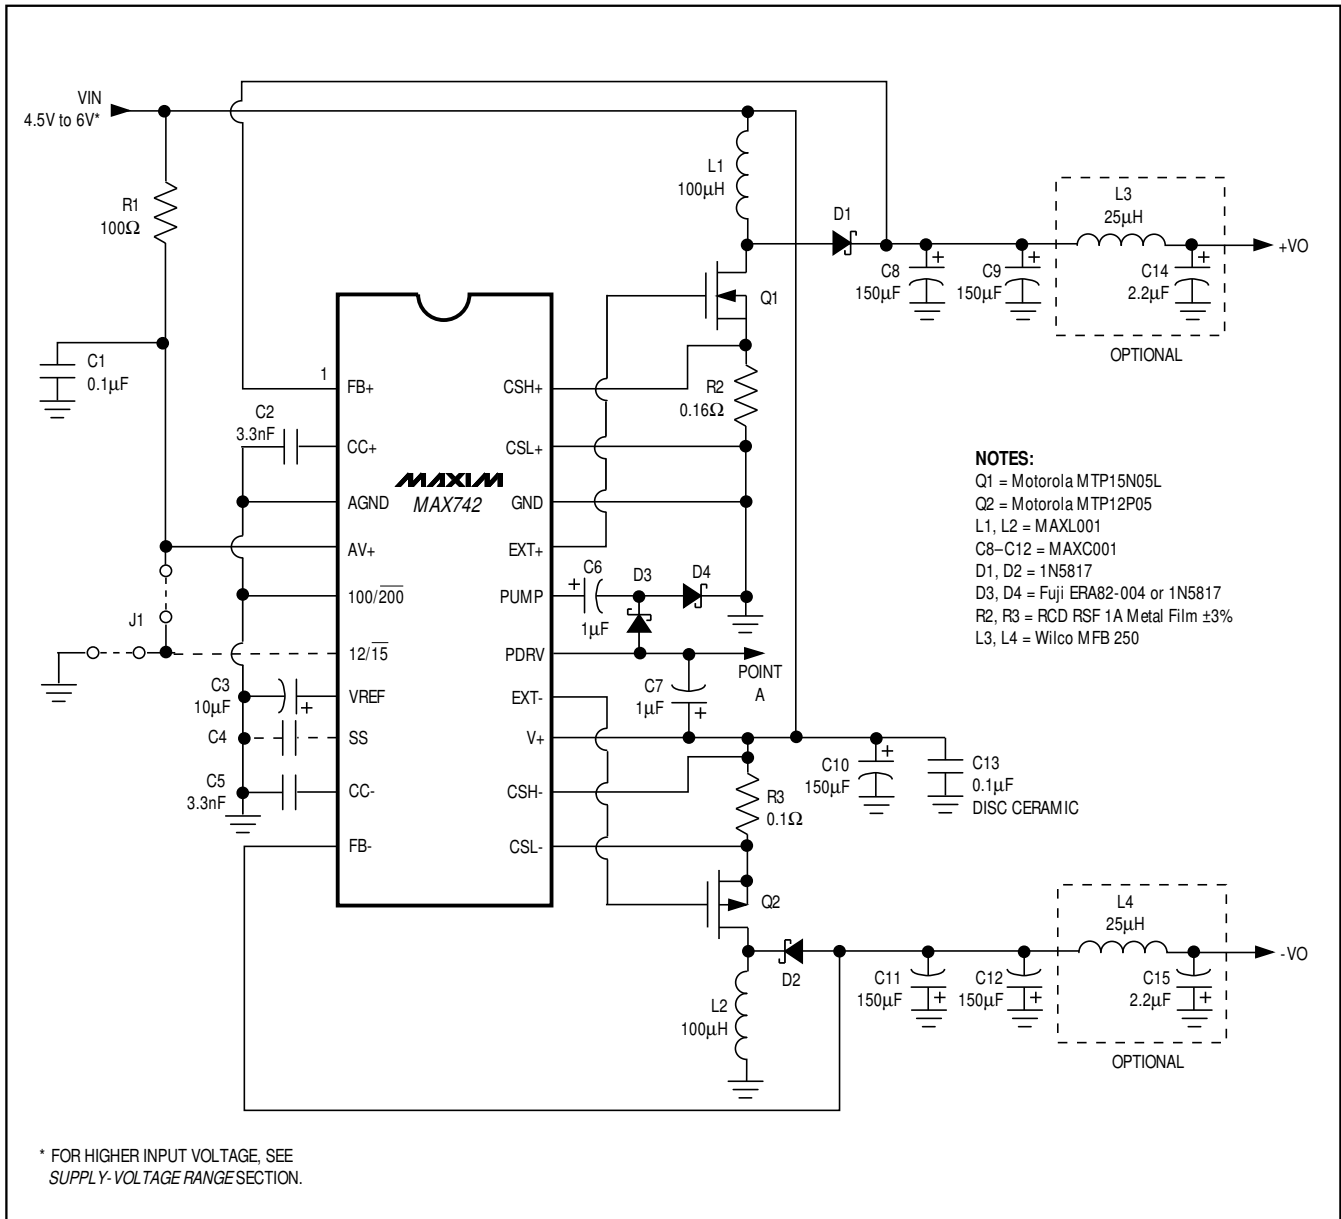 VIN
4.5V to 6V*
R1
100Ω
C1
0.1µF
L1
100µH
D1
C8
150µF
+
C9
150µF
+
L3
25µH
C14
2.2µF
+
OPTIONAL
+VO
Q1
R2
0.16Ω
1
FB+
CC+
AGND
AV+
100/200
12/15
VREF
SS
CC-
FB-
MAXIM
MAX742
CSH+
CSL+
GND
EXT+
PUMP
PDRV
EXT-
V+
CSH-
CSL-
C2
3.3nF
J1
C3
10µF
+
C4
C5
3.3nF
C6
+
1µF
D3
D4
POINT
A
C7
1µF
+
NOTES:
Q1 = Motorola MTP15N05L
Q2 = Motorola MTP12P05
L1, L2 = MAXL001
C8–C12 = MAXC001
D1, D2 = 1N5817
D3, D4 = Fuji ERA82-004 or 1N5817
R2, R3 = RCD RSF 1A Metal Film ±3%
L3, L4 = Wilco MFB 250
C10
150µF
+
C13
0.1µF
DISC CERAMIC
R3
0.1Ω
Q2
D2
L2
100µH
C11
150µF
+
C12
150µF
+
L4
25µH
C15
2.2µF
+
OPTIONAL
-VO
* FOR HIGHER INPUT VOLTAGE, SEE
SUPPLY-VOLTAGE RANGE SECTION.